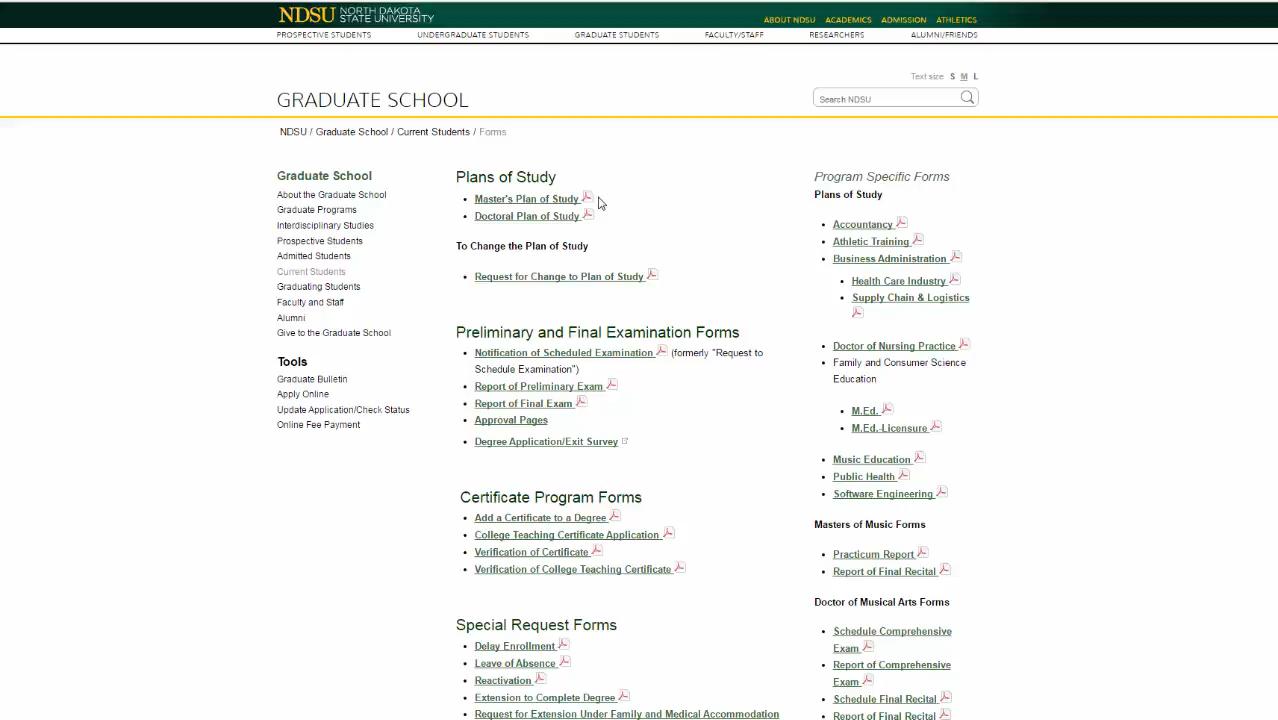 NDSU NORTH DAKOTA
STATE UNIVERSITY
ABOUT NDSU ACADEMICS ADMISSION ATHLETICS
PROSPECTIVE STUDENTS UNDERGRADUATE STUDENTS GRADUATE STUDENTS FACULTY/STAFF RESEARCHERS ALUMNI/FRIENDS
Text size S M L
GRADUATE SCHOOL
Search NDSU
NDSU / Graduate School / Current Students / Forms
Graduate School
About the Graduate School
Graduate Programs
Interdisciplinary Studies
Prospective Students
Admitted Students
Current Students
Graduating Students
Faculty and Staff
Alumni
Give to the Graduate School
Tools
Graduate Bulletin
Apply Online
Update Application/Check Status
Online Fee Payment
Plans of Study
Master's Plan of Study
Doctoral Plan of Study
To Change the Plan of Study
Request for Change to Plan of Study
Preliminary and Final Examination Forms
Notification of Scheduled Examination (formerly "Request to
Schedule Examination")
Report of Preliminary Exam
Report of Final Exam
Approval Pages
Degree Application/Exit Survey
Certificate Program Forms
Add a Certificate to a Degree
College Teaching Certificate Application
Verification of Certificate
Verification of College Teaching Certificate
Special Request Forms
Delay Enrollment
Leave of Absence
Reactivation
Extension to Complete Degree
Request for Extension Under Family and Medical Accommodation
Program Specific Forms
Plans of Study
Accountancy
Athletic Training
Business Administration
Health Care Industry
Supply Chain & Logistics
Doctor of Nursing Practice
Family and Consumer Science
Education
M.Ed.
M.Ed.-Licensure
Music Education
Public Health
Software Engineering
Masters of Music Forms
Practicum Report
Report of Final Recital
Doctor of Musical Arts Forms
Schedule Comprehensive
Exam
Report of Comprehensive
Exam
Schedule Final Recital
Report of Final Recital